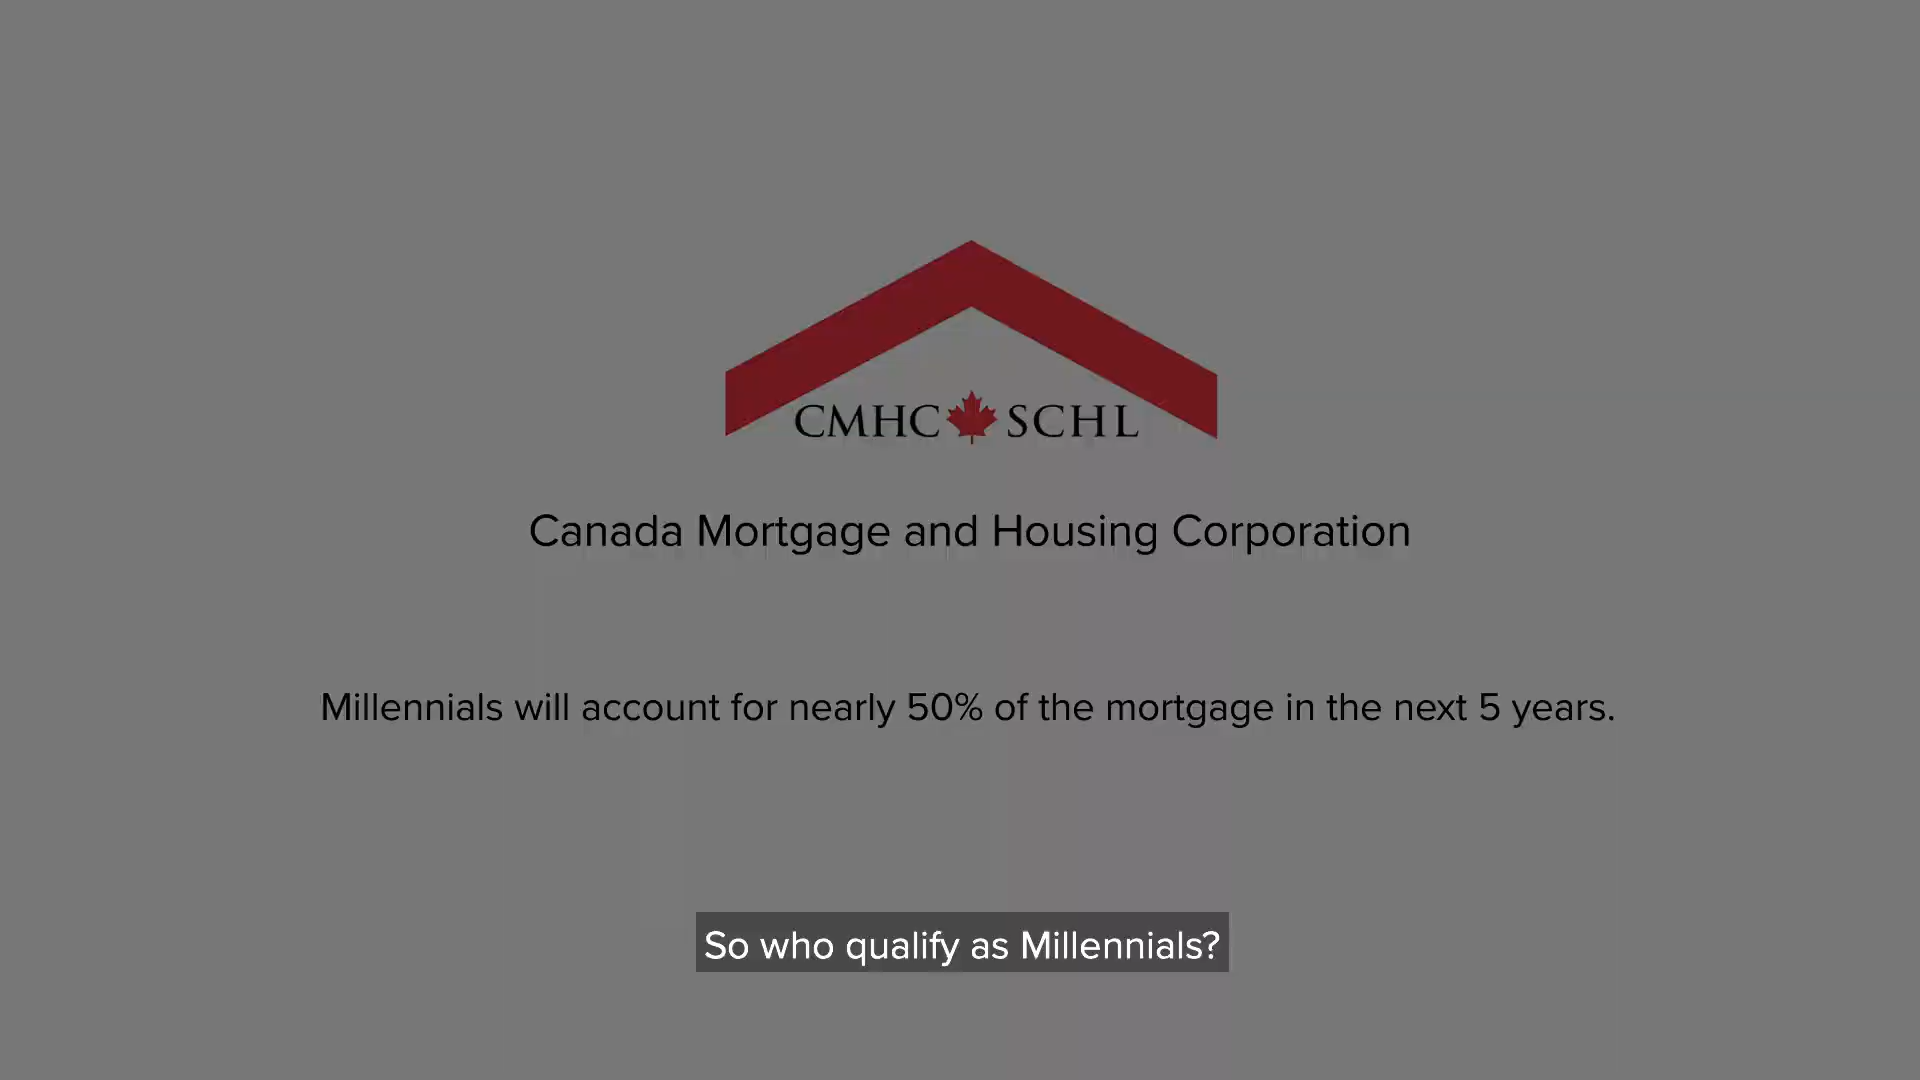 CMHC SCHL
Canada Mortgage and Housing Corporation
Millennials will account for nearly 50% of the mortgage in the next 5 years.
So who qualify as Millennials?